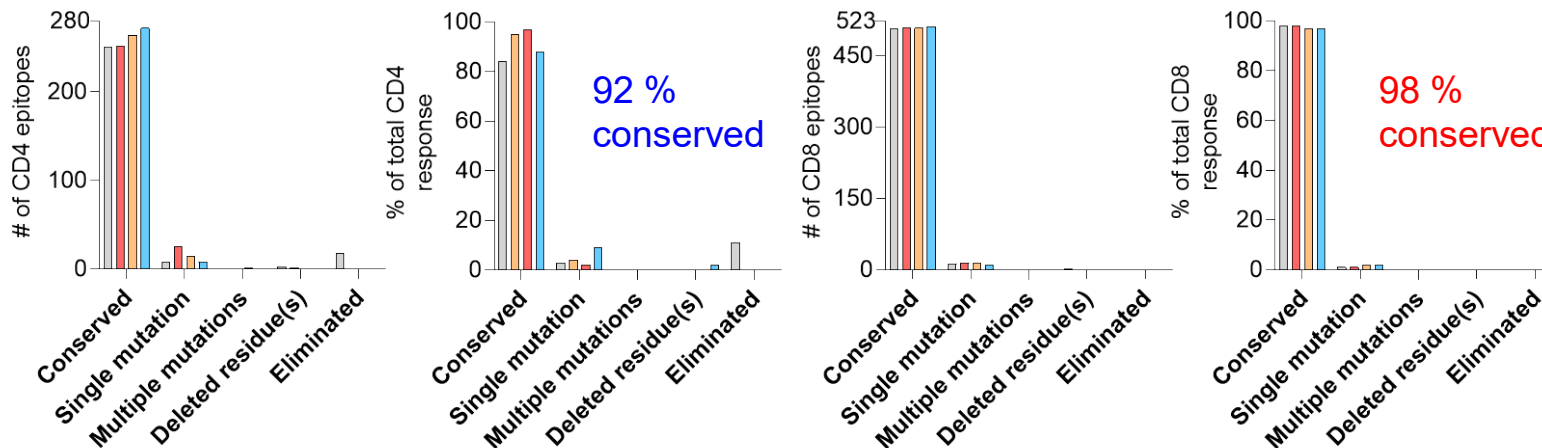 # of CD4 epitopes
280
200
100
0
Conserved
Single mutation
Multiple mutations
Deleted residue(s)
Eliminated
% of total CD4
response
100
80
60
40
20
0
92 %
conserved
Conserved
Single mutation
Multiple mutations
Deleted residue(s)
Eliminated
# of CD8 epitopes
523
450
300
150
0
Conserved
Single mutation
Multiple mutations
Deleted residue(s)
Eliminated
% of total CD8
response
100
80
60
40
20
0
98 %
conserved
Conserved
Single mutation
Multiple mutations
Deleted residue(s)
Eliminated